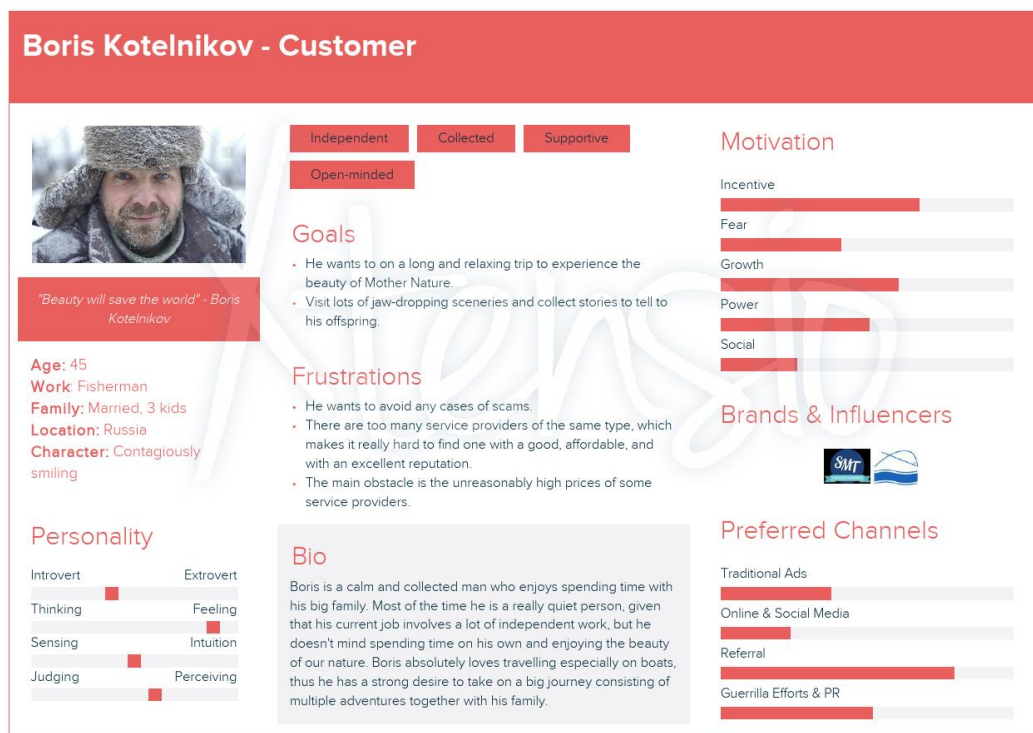 Boris Kotelnikov - Customer
"Beauty will save the world" - Boris
Kotelnikov
Age: 45
Work: Fisherman
Family: Married, 3 kids
Location: Russia
Character: Contagiously
smiling
Personality
Introvert Extrovert
Thinking Feeling
Sensing Intuition
Judging Perceiving
Independent Collected Supportive
Open-minded
Goals
• He wants to on a long and relaxing trip to experience the
beauty of Mother Nature.
• Visit lots of jaw-dropping sceneries and collect stories to tell to
his offspring.
Frustrations
• He wants to avoid any cases of scams.
• There are too many service providers of the same type, which
makes it really hard to find one with a good, affordable, and
with an excellent reputation.
• The main obstacle is the unreasonably high prices of some
service providers.
Bio
Boris is a calm and collected man who enjoys spending time with
his big family. Most of the time he is a really quiet person, given
that his current job involves a lot of independent work, but he
doesn't mind spending time on his own and enjoying the beauty
of our nature. Boris absolutely loves travelling especially on boats,
thus he has a strong desire to take on a big journey consisting of
multiple adventures together with his family.
Motivation
Incentive
Fear
Growth
Power
Social
Brands & Influencers
SMT
Preferred Channels
Traditional Ads
Online & Social Media
Referral
Guerrilla Efforts & PR
Xtensio